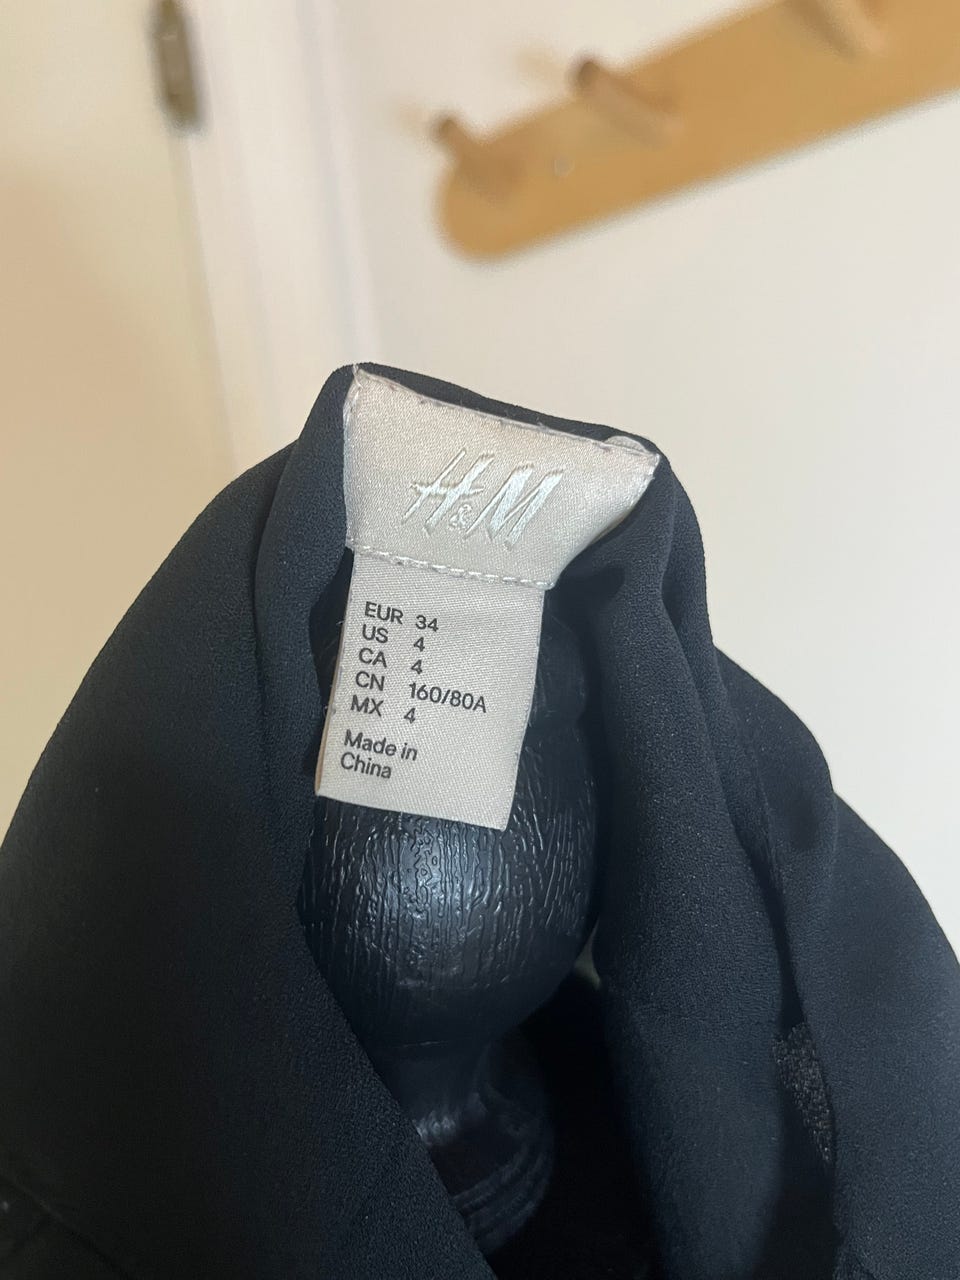 H&M
EUR 34
US 4
CA 4
CN 160/80A
MX 4
Made in
China